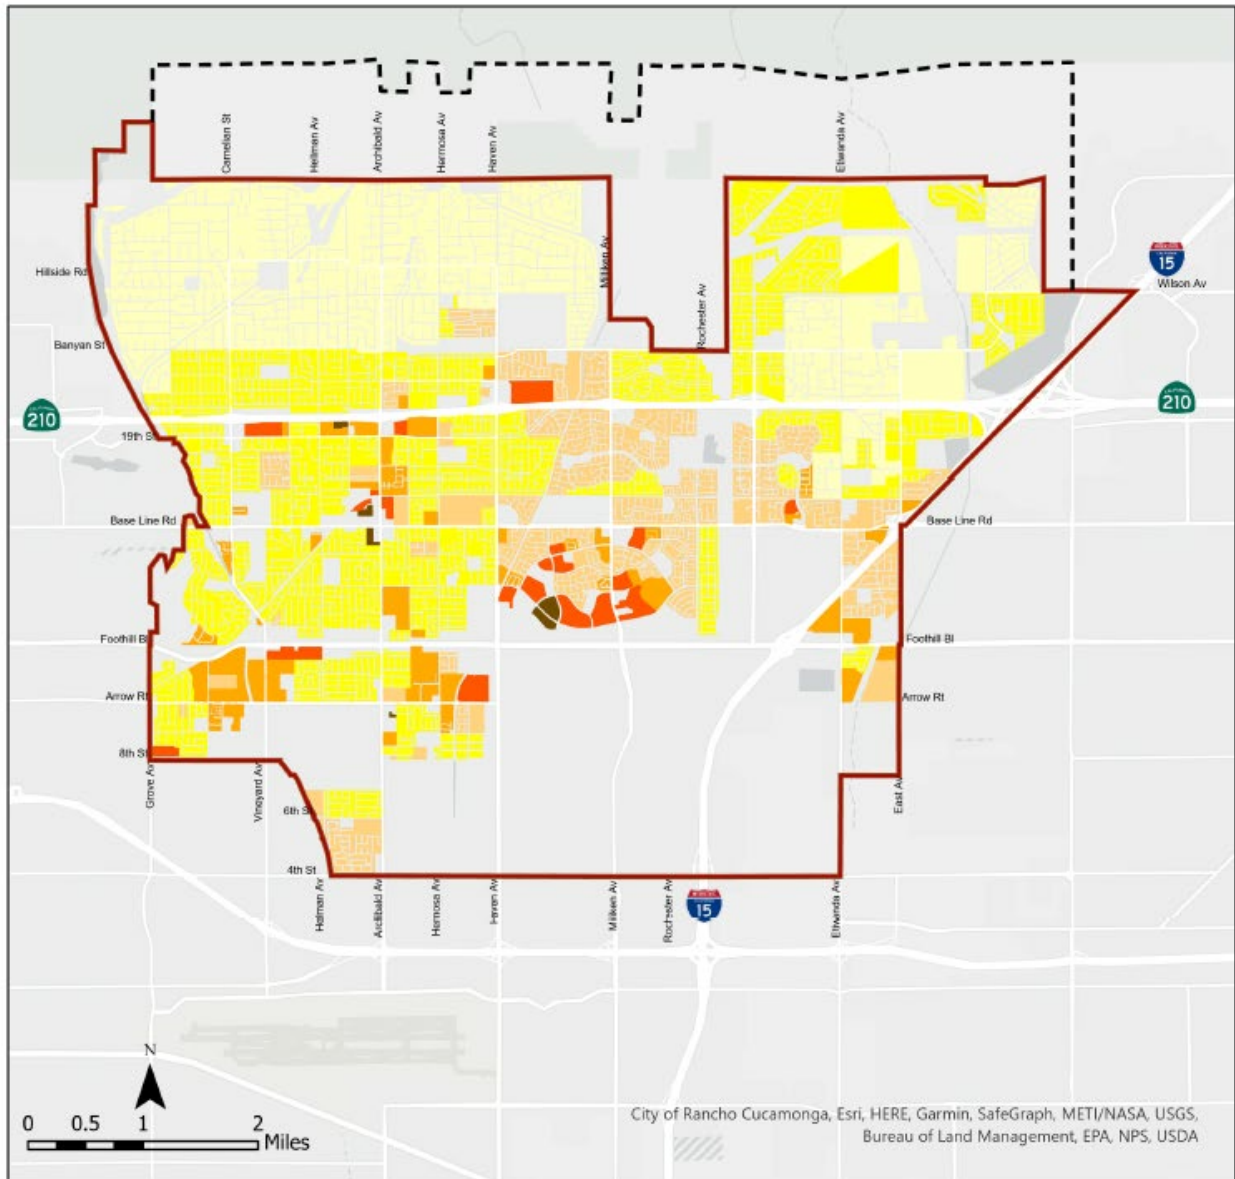 Carnelian St
Hellman Av
Archibald Av
Hermosa Av
Haven Av
Etiwanda Av
Milliken Av
15
Hillside Rd
Wilson Av
Rochester Av
Banyan St
CALIFORNIA
210
CALIFORNIA
210
19th St
Base Line Rd
Base Line Rd
Foothill Bl
Foothill Bl
Arrow Rt
Arrow Rt
8th St
Grove Av
Vineyard Av
East Av
6th St
4th St
Hellman Av
Archibald Av
Hermosa Av
Haven Av
Milliken Av
Rochester Av
Etiwanda Av
15
N
0 0.5 1 2
Miles
City of Rancho Cucamonga, Esri, HERE, Garmin, SafeGraph, METI/NASA, USGS,
Bureau of Land Management, EPA, NPS, USDA